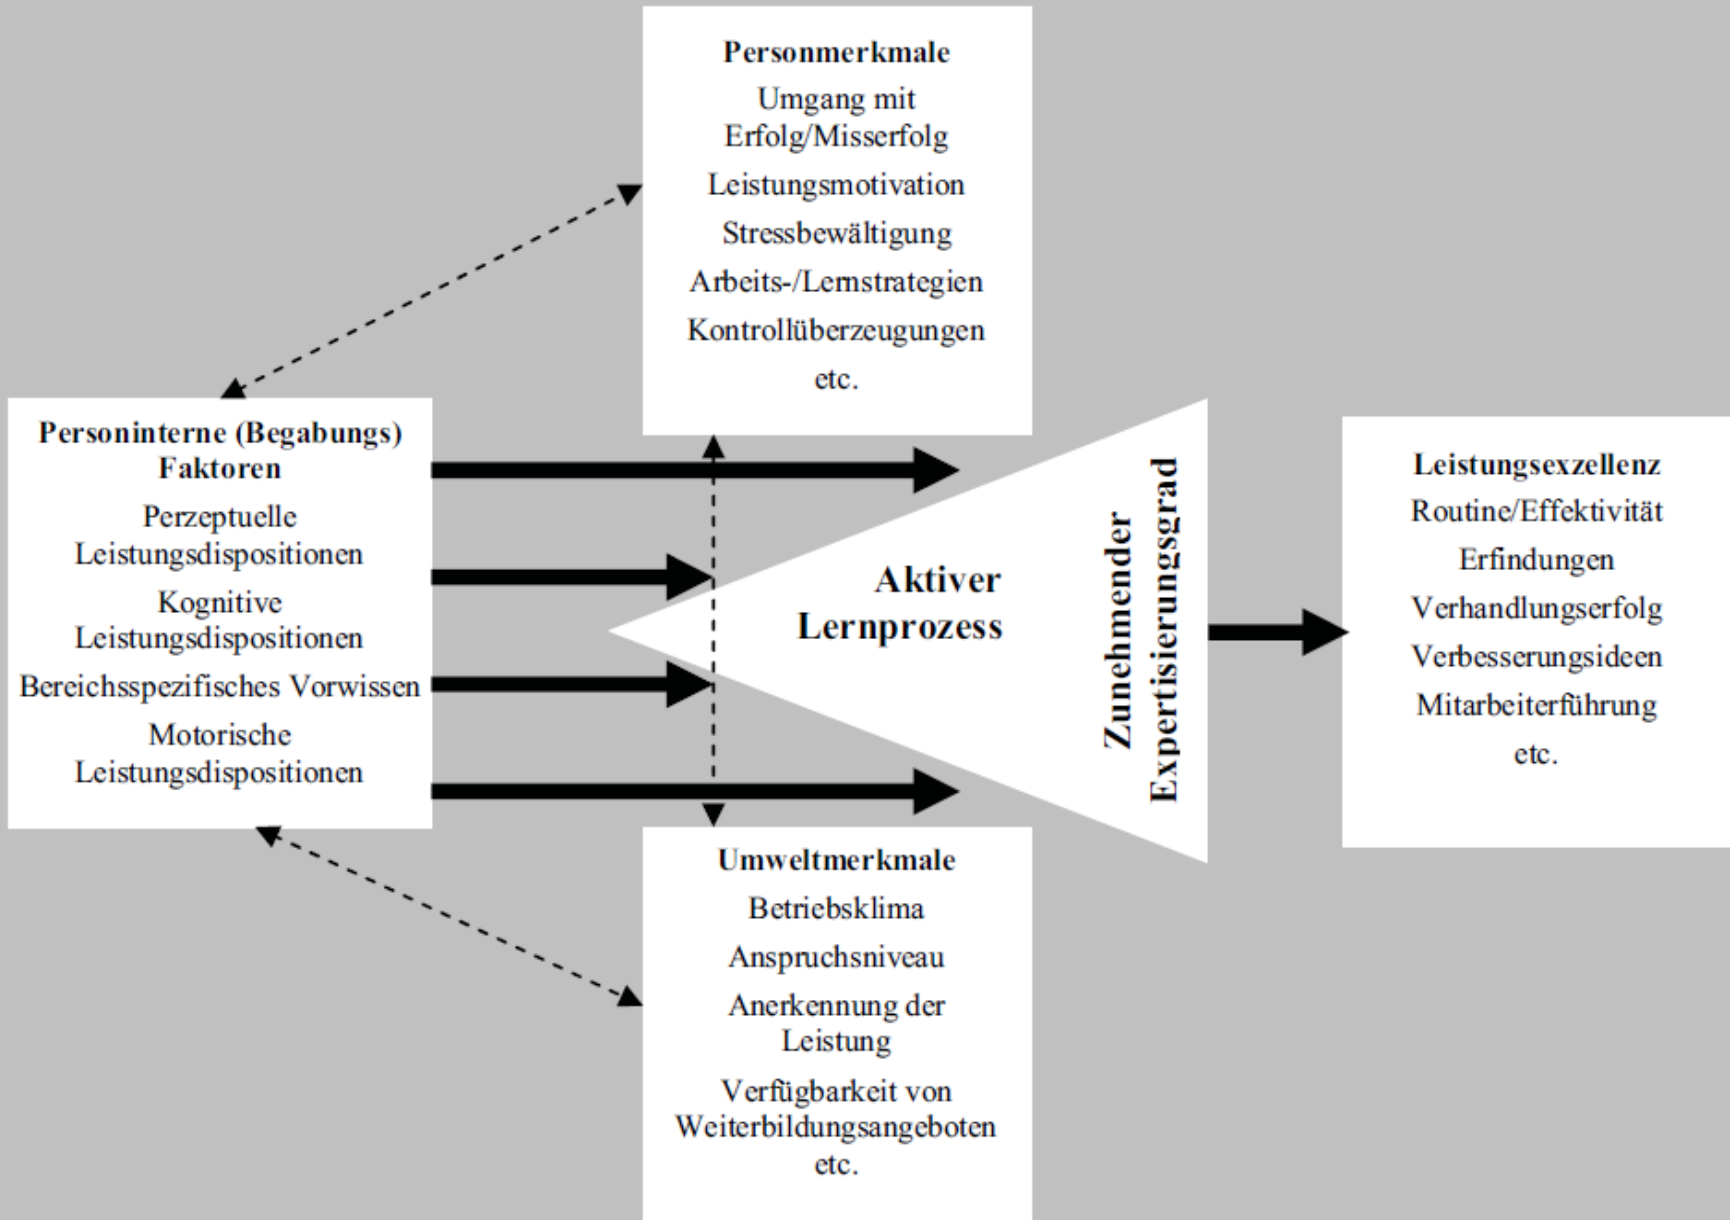 Personmerkmale
Umgang mit
Erfolg/Misserfolg
Leistungsmotivation
Stressbewältigung
Arbeits-/Lernstrategien
Kontrollüberzeugungen
etc.
Personinterne (Begabungs)
Faktoren
Perzeptuelle
Leistungsdispositionen
Kognitive
Leistungsdispositionen
Bereichsspezifisches Vorwissen
Motorische
Leistungsdispositionen
Aktiver
Lernprozess
Zunehmender
Expertisierungsgrad
Leistungsexzellenz
Routine/Effektivität
Erfindungen
Verhandlungserfolg
Verbesserungsideen
Mitarbeiterführung
etc.
Umweltmerkmale
Betriebsklima
Anspruchsniveau
Anerkennung der
Leistung
Verfügbarkeit von
Weiterbildungsangeboten
etc.